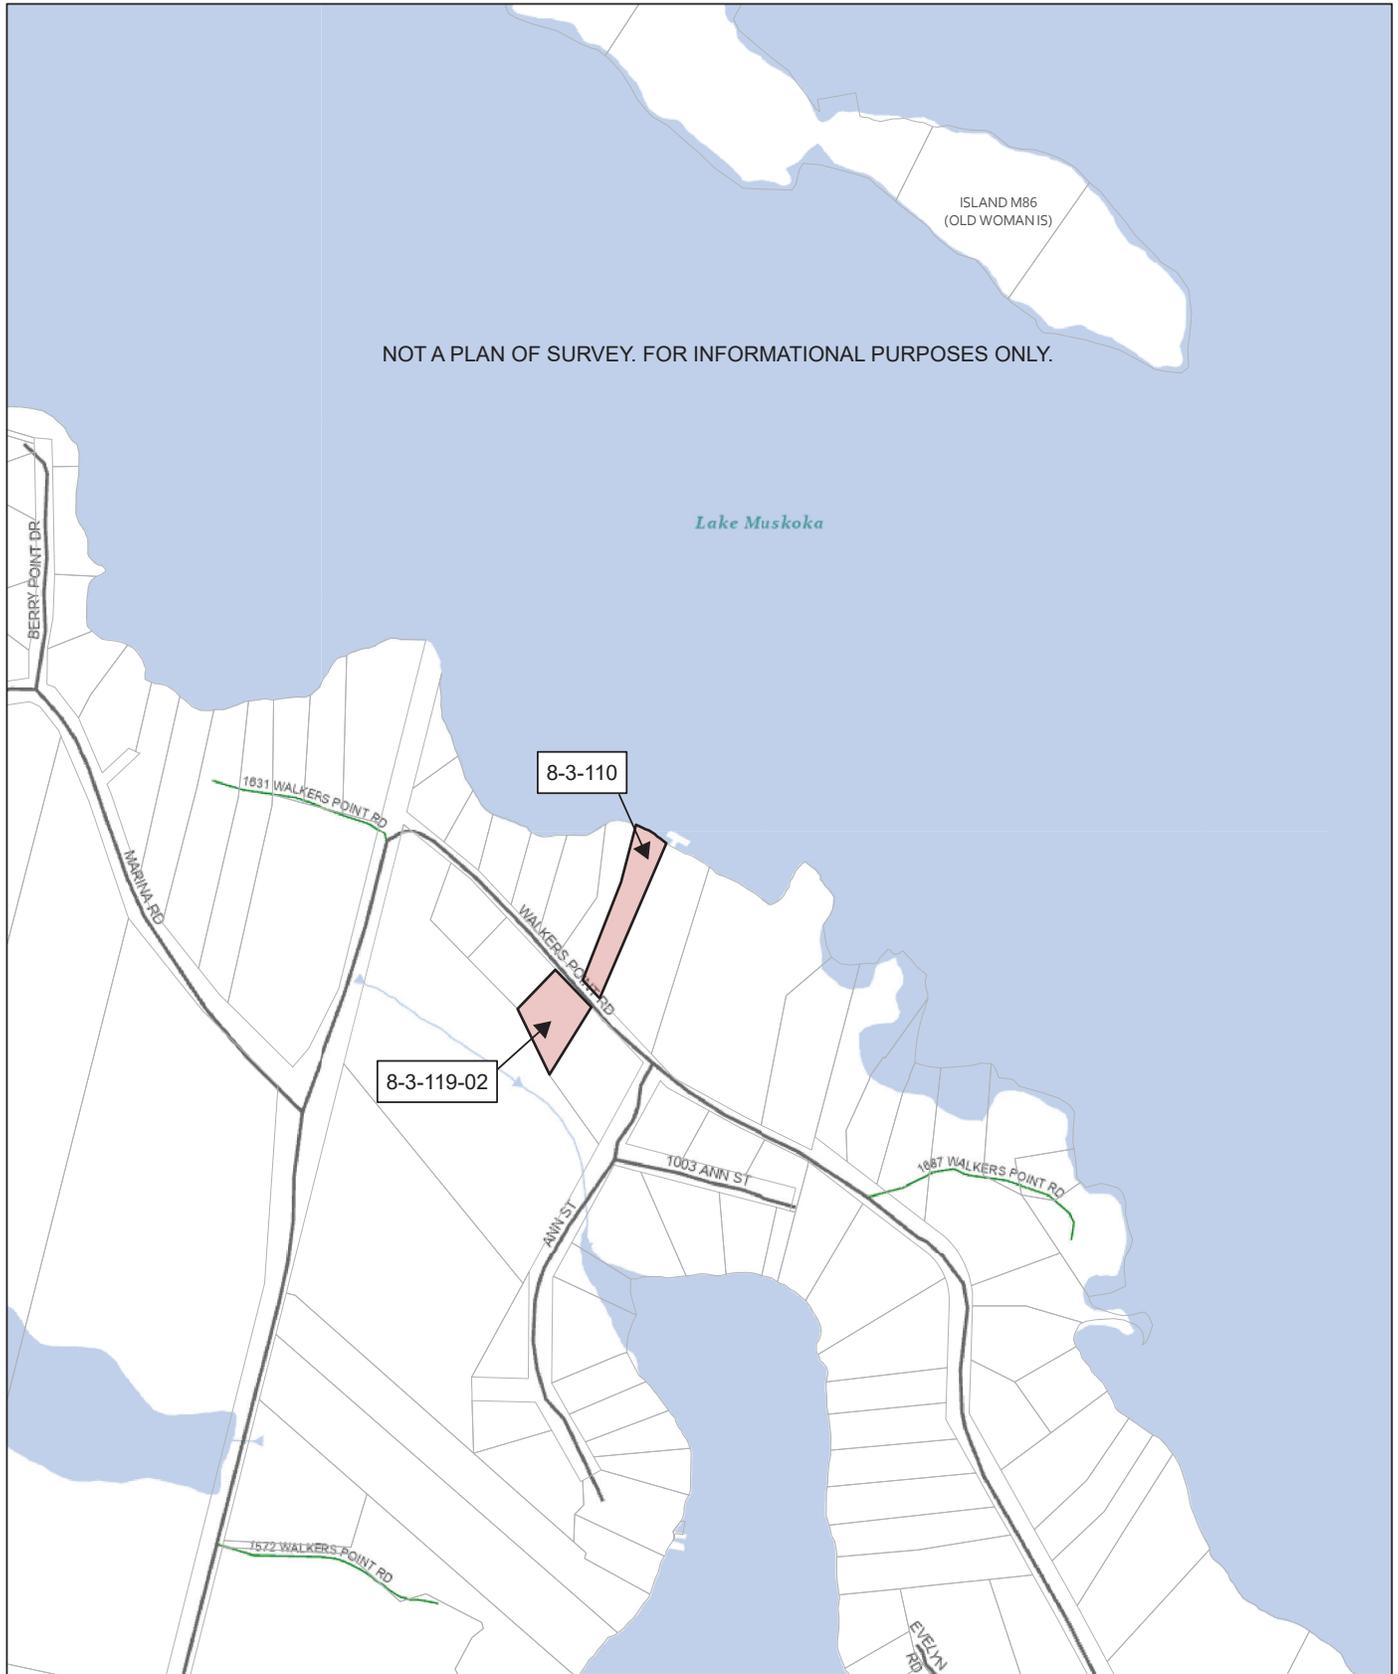 ISLAND M86
(OLD WOMAN IS)
NOT A PLAN OF SURVEY. FOR INFORMATIONAL PURPOSES ONLY.
Lake Muskoka
BERRY POINT DR
8-3-110
1631 WALKERS POINT RD
MARINA RD
WALKERS POINT RD
8-3-119-02
1003 ANN ST
1687 WALKERS POINT RD
ANN ST
1572 WALKERS POINT RD
EVELYN
RD